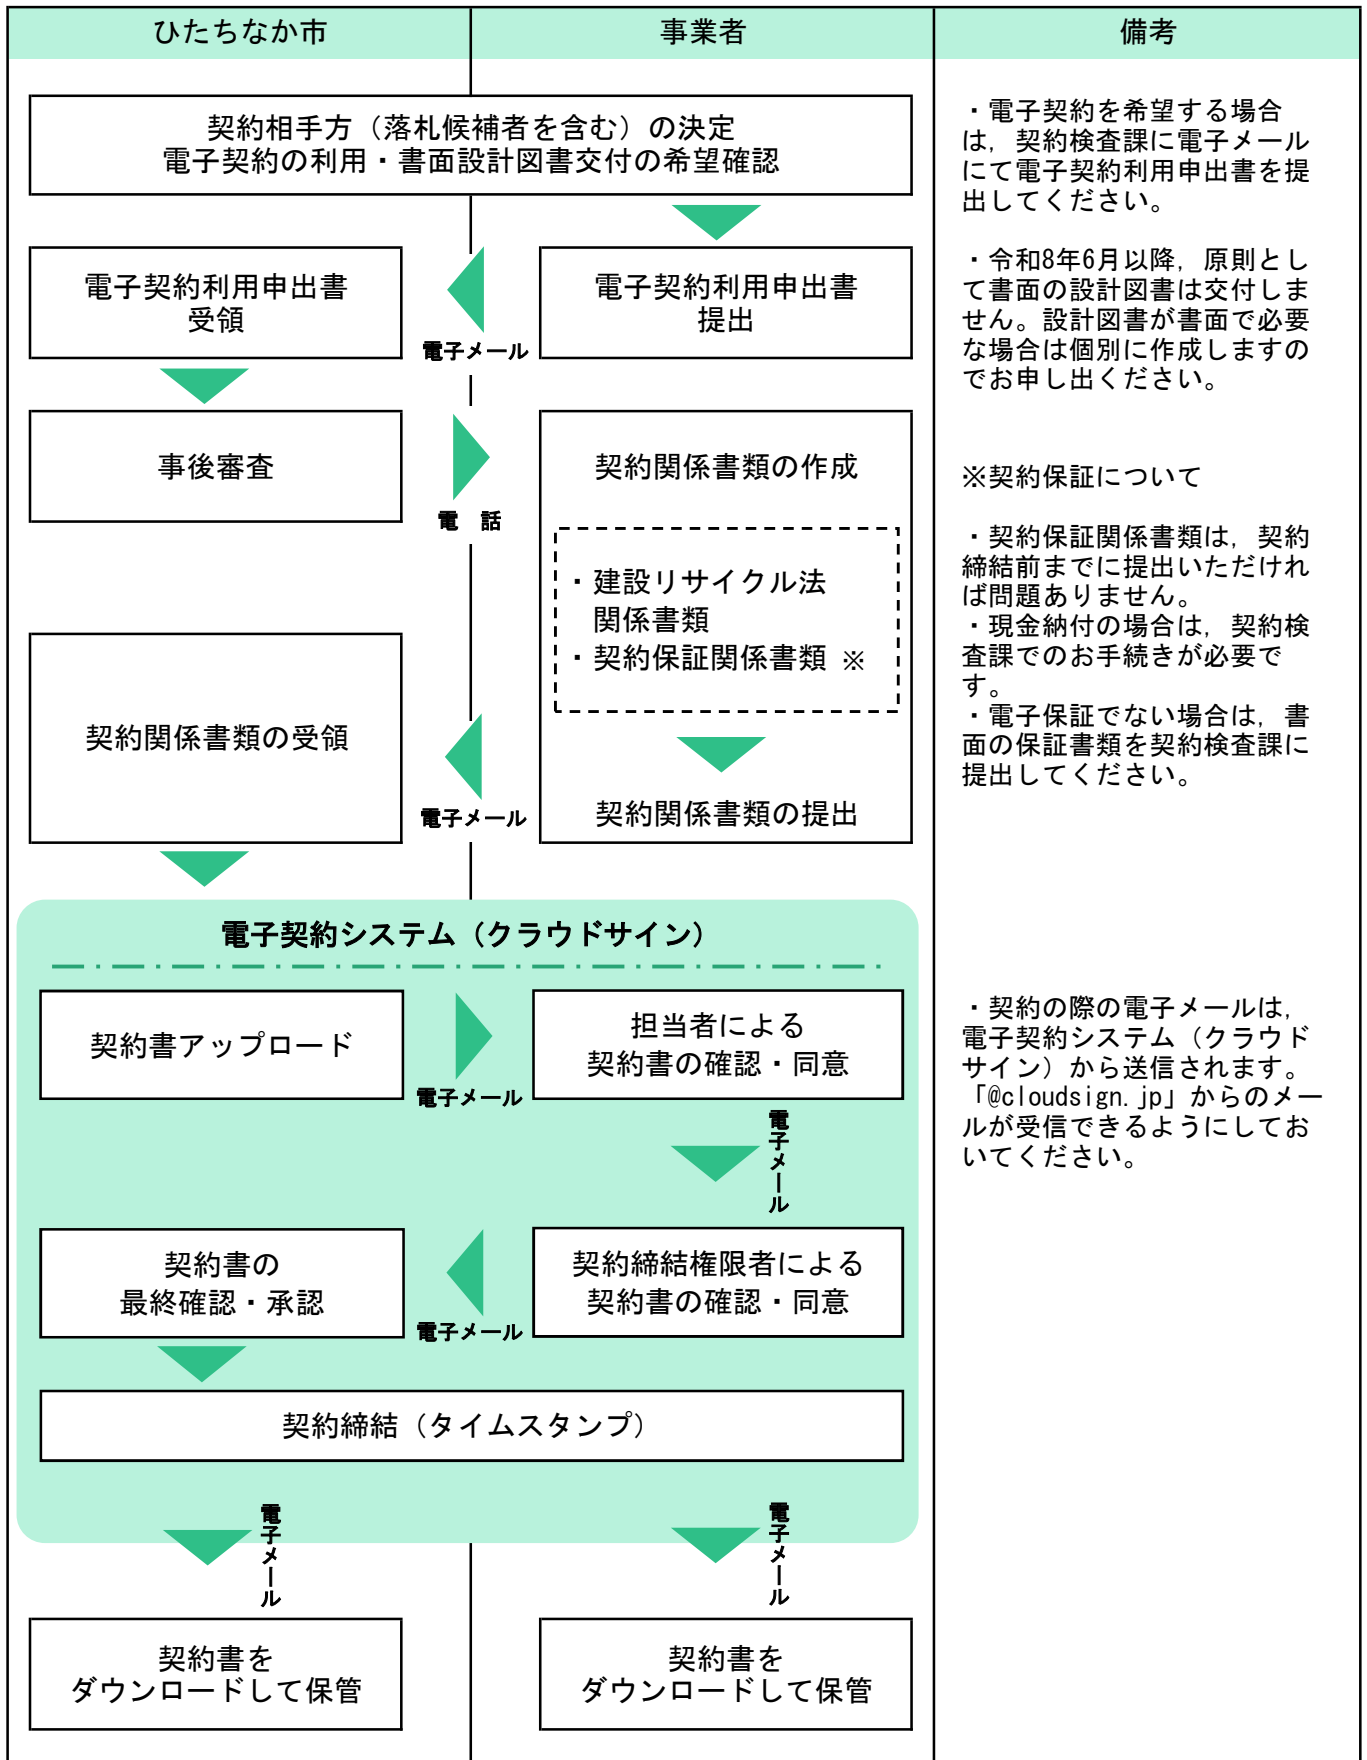 ひたちなか市
事業者
備考
契約相手方（落札候補者を含む）の決定
電子契約の利用・書面設計図書交付の希望確認
・電子契約を希望する場合
は，契約検査課に電子メール
にて電子契約利用申出書を提
出してください。
電子契約利用申出書
受領
電子メール
電子契約利用申出書
提出
・令和8年6月以降，原則とし
て書面の設計図書は交付しま
せん。設計図書が書面で必要
な場合は個別に作成しますの
でお申し出ください。
事後審査
電　話
契約関係書類の作成
・建設リサイクル法
関係書類
・契約保証関係書類 ※
※契約保証について
・契約保証関係書類は，契約
締結前までに提出いただけれ
ば問題ありません。
・現金納付の場合は，契約検
査課でのお手続きが必要で
す。
・電子保証でない場合は，書
面の保証書類を契約検査課に
提出してください。
契約関係書類の受領
電子メール
契約関係書類の提出
電子契約システム（クラウドサイン）
契約書アップロード
電子メール
担当者による
契約書の確認・同意
電子メール
・契約の際の電子メールは，
電子契約システム（クラウド
サイン）から送信されます。
「@cloudsign.jp」からのメー
ルが受信できるようにしてお
いてください。
契約書の
最終確認・承認
電子メール
契約締結権限者による
契約書の確認・同意
契約締結（タイムスタンプ）
電子メール
電子メール
契約書を
ダウンロードして保管
契約書を
ダウンロードして保管